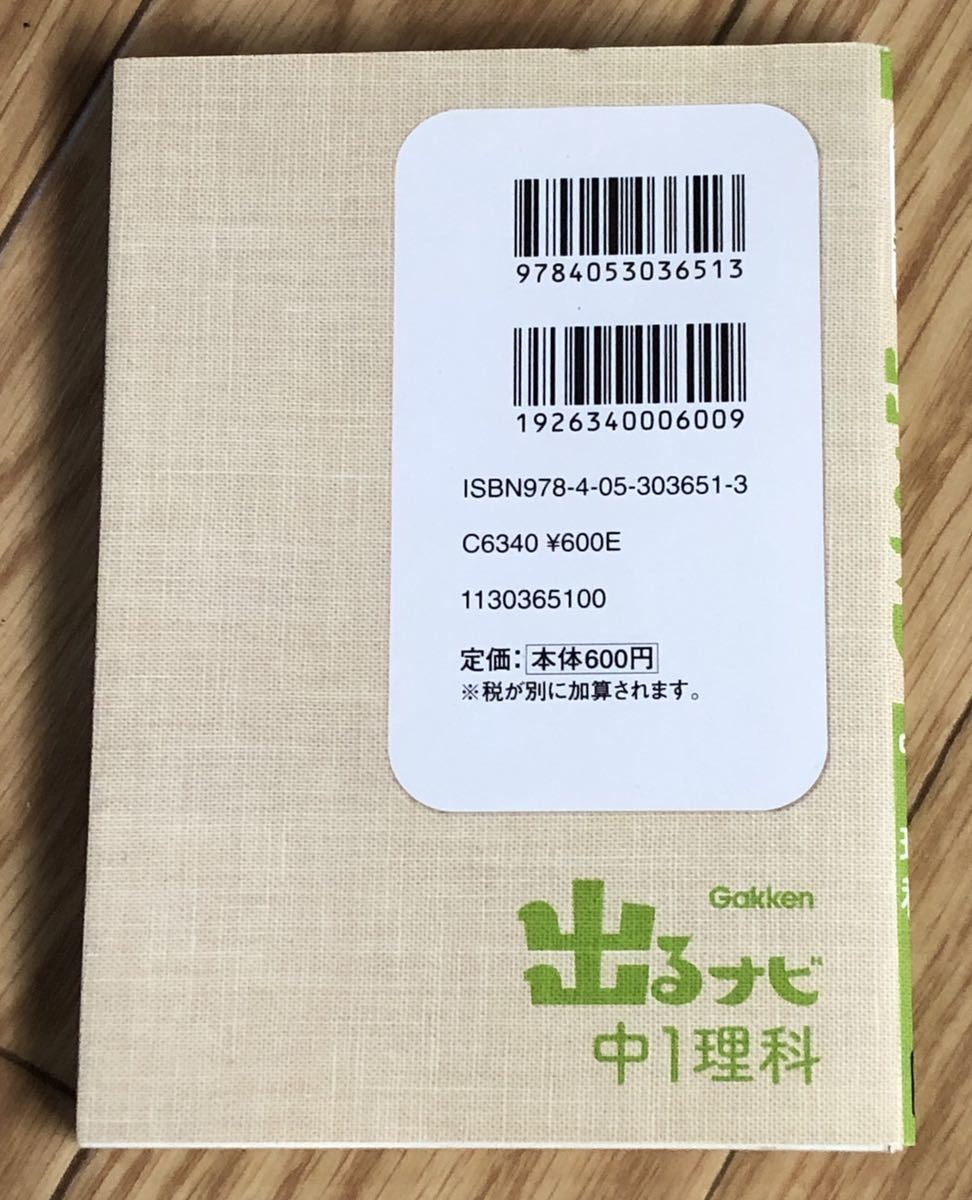 9784053036513
1926340006009
ISBN978-4-05-303651-3
C6340 ¥600E
1130365100
定価：本体600円
※税が別に加算されます。
Gakken
出るナビ
中1理科